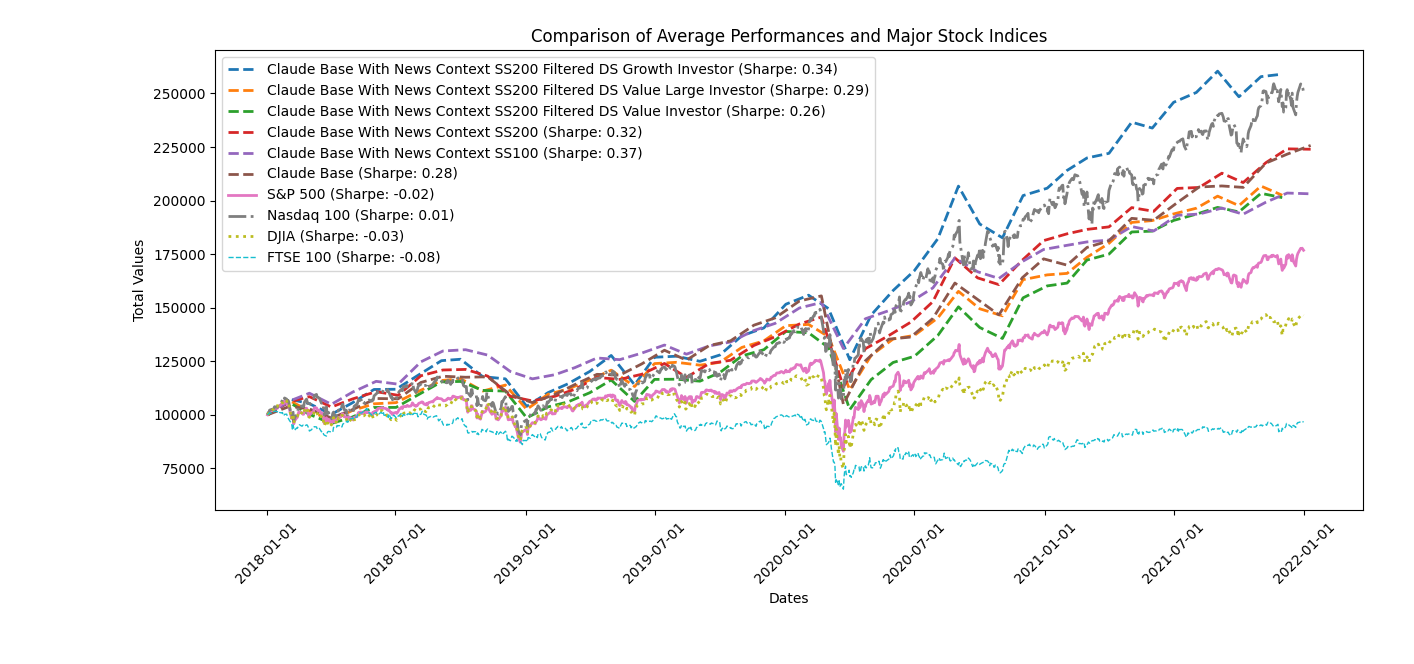 Comparison of Average Performances and Major Stock Indices
Claude Base With News Context SS200 Filtered DS Growth Investor (Sharpe: 0.34)
Claude Base With News Context SS200 Filtered DS Value Large Investor (Sharpe: 0.29)
Claude Base With News Context SS200 Filtered DS Value Investor (Sharpe: 0.26)
Claude Base With News Context SS200 (Sharpe: 0.32)
Claude Base With News Context SS100 (Sharpe: 0.37)
Claude Base (Sharpe: 0.28)
S&P 500 (Sharpe: -0.02)
Nasdaq 100 (Sharpe: 0.01)
DJIA (Sharpe: -0.03)
FTSE 100 (Sharpe: -0.08)
Total Values
250000
225000
200000
175000
150000
125000
100000
75000
2018-01-01
2018-07-01
2019-01-01
2019-07-01
2020-01-01
2020-07-01
2021-01-01
2021-07-01
2022-01-01
Dates